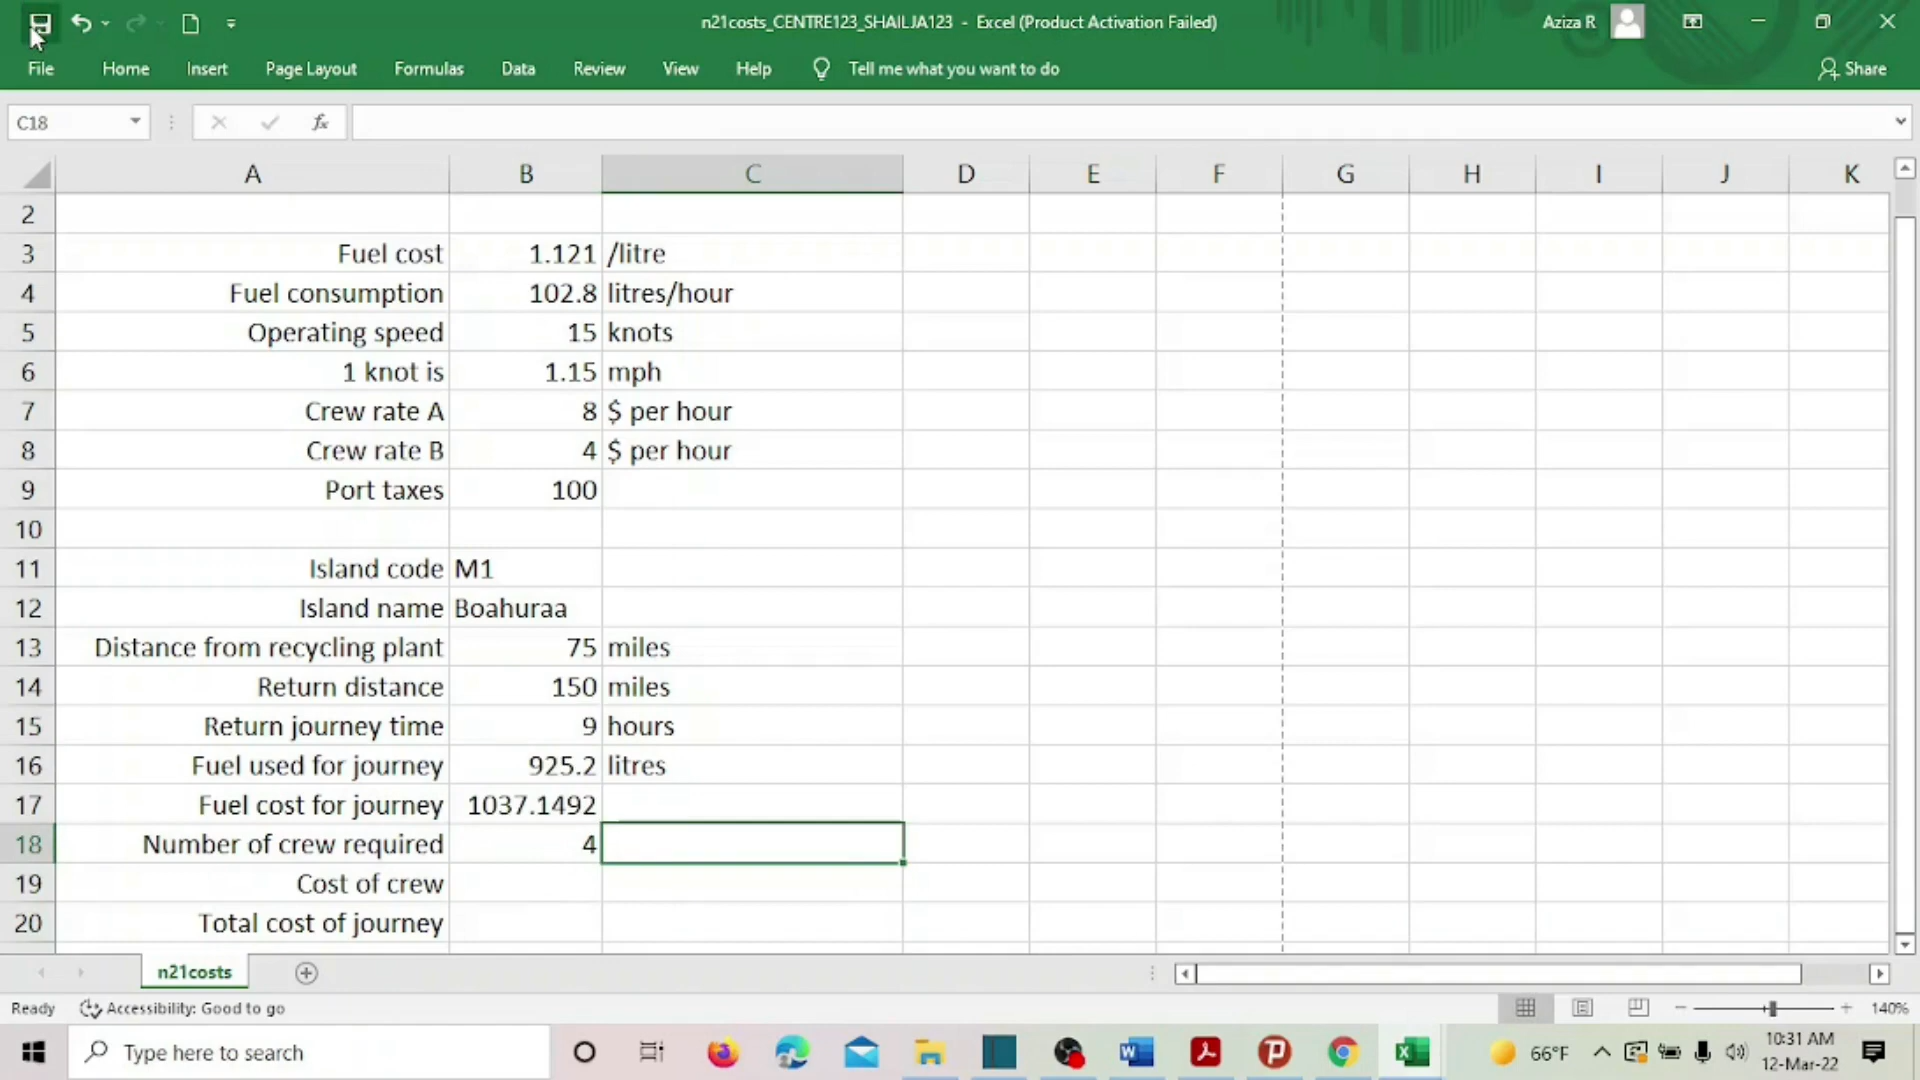 n21costs_CENTRE123_SHAILJA123 - Excel (Product Activation Failed) Aziza R
File Home Insert Page Layout Formulas Data Review View Help Tell me what you want to do Share
C18 fx
A B C D E F G H I J K
2
3 Fuel cost 1.121 /litre
4 Fuel consumption 102.8 litres/hour
5 Operating speed 15 knots
6 1 knot is 1.15 mph
7 Crew rate A 8 $ per hour
8 Crew rate B 4 $ per hour
9 Port taxes 100
10
11 Island code M1
12 Island name Boahuraa
13 Distance from recycling plant 75 miles
14 Return distance 150 miles
15 Return journey time 9 hours
16 Fuel used for journey 925.2 litres
17 Fuel cost for journey 1037.1492
18 Number of crew required 4
19 Cost of crew
20 Total cost of journey
n21costs
Ready Accessibility: Good to go 140%
Type here to search 66°F 10:31 AM
12-Mar-22